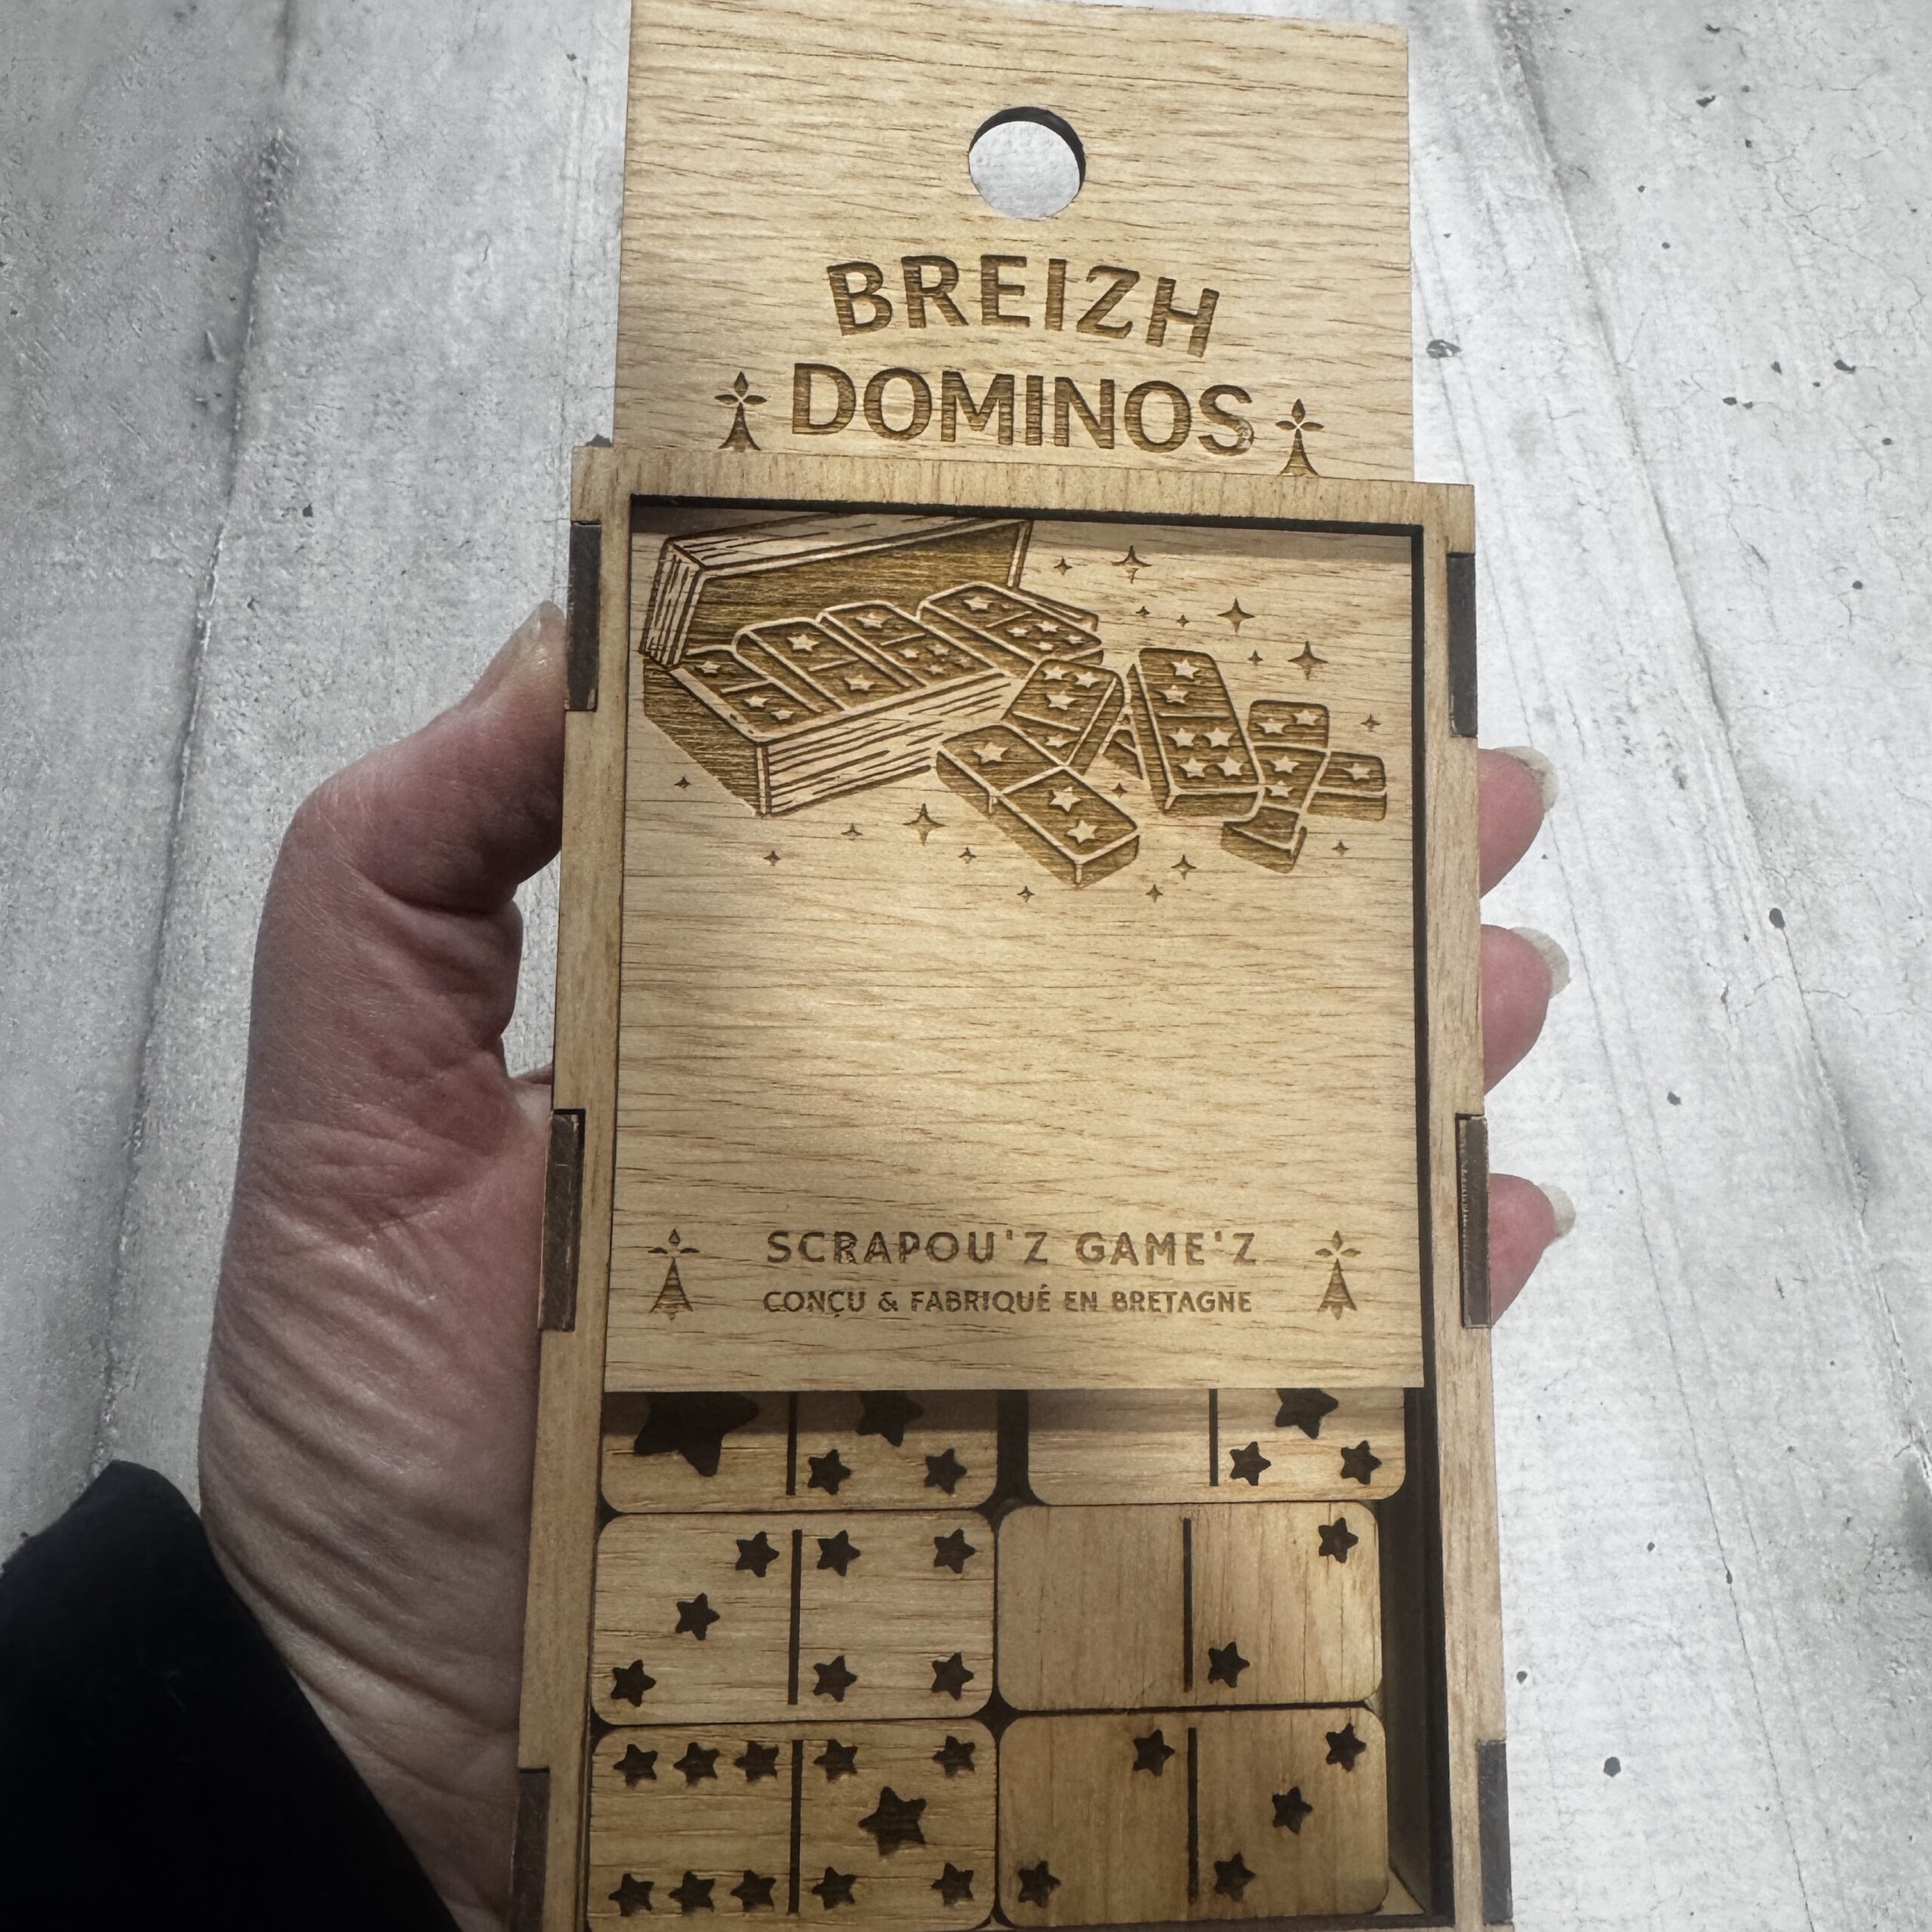 BREIZH
DOMINOS
SCRAPOU'Z GAME'Z
CONÇU & FABRIQUÉ EN BRETAGNE